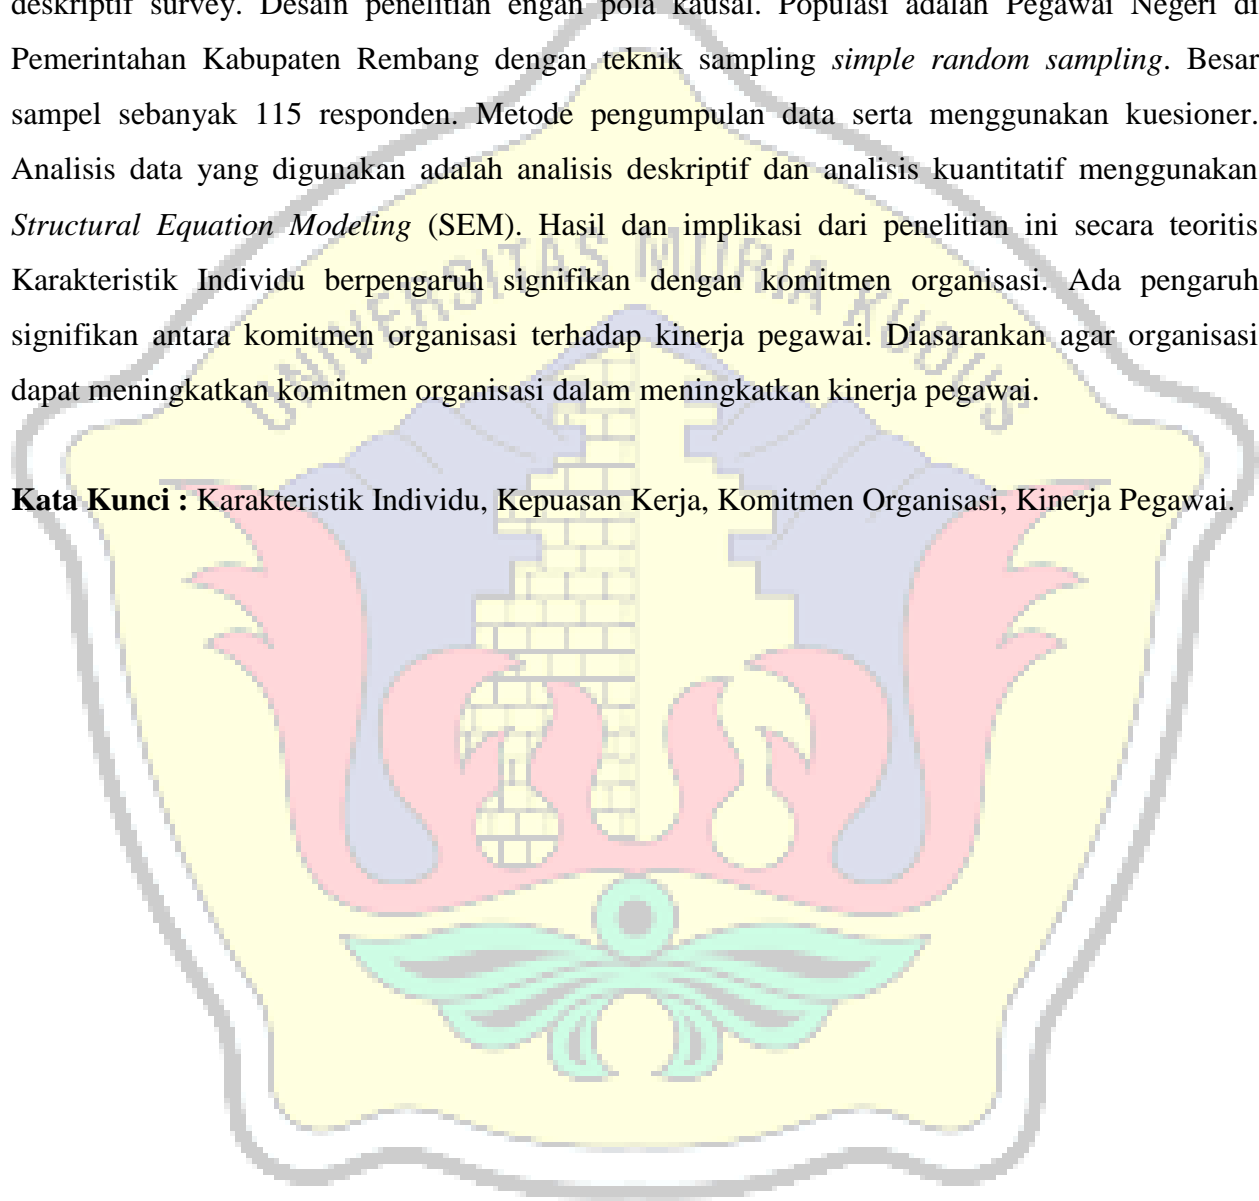 deskriptif survey. Desain penelitian engan pola kausal. Populasi adalah Pegawai Negeri di
Pemerintahan Kabupaten Rembang dengan teknik sampling simple random sampling. Besar
sampel sebanyak 115 responden. Metode pengumpulan data serta menggunakan kuesioner.
Analisis data yang digunakan adalah analisis deskriptif dan analisis kuantitatif menggunakan
Structural Equation Modeling (SEM). Hasil dan implikasi dari penelitian ini secara teoritis
Karakteristik Individu berpengaruh signifikan dengan komitmen organisasi. Ada pengaruh
signifikan antara komitmen organisasi terhadap kinerja pegawai. Diasarankan agar organisasi
dapat meningkatkan komitmen organisasi dalam meningkatkan kinerja pegawai.
Kata Kunci : Karakteristik Individu, Kepuasan Kerja, Komitmen Organisasi, Kinerja Pegawai.
UNIVERSITAS MURIA KUDUS